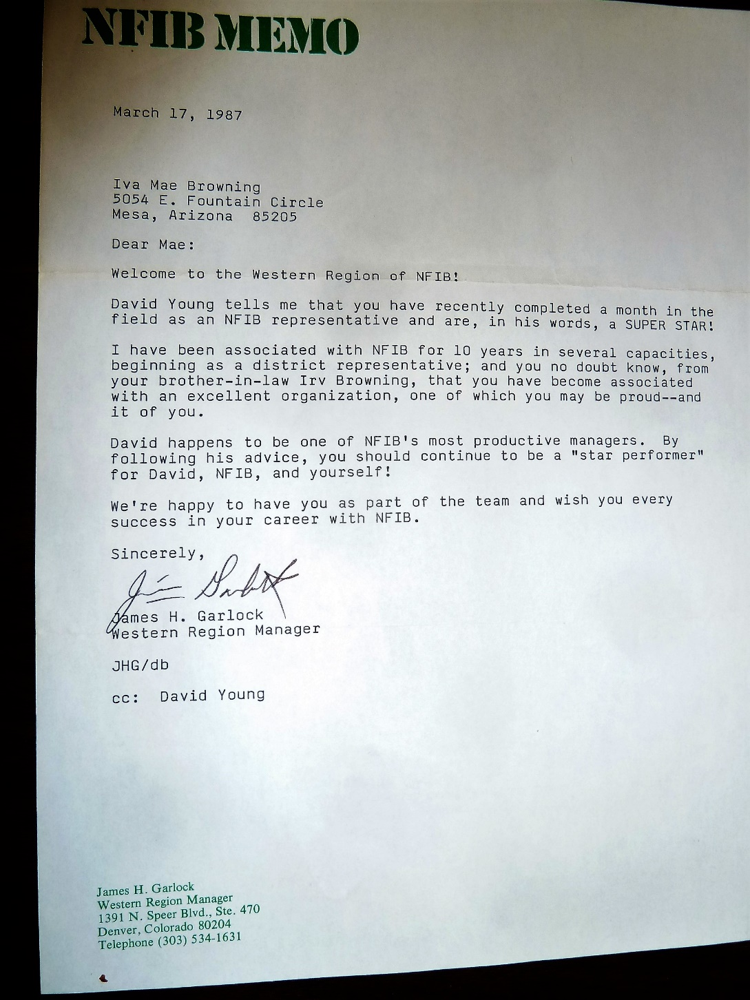 NFIB MEMO
March 17, 1987
Iva Mae Browning
5054 E. Fountain Circle
Mesa, Arizona  85205
Dear Mae:
Welcome to the Western Region of NFIB!
David Young tells me that you have recently completed a month in the
field as an NFIB representative and are, in his words, a SUPER STAR!
I have been associated with NFIB for 10 years in several capacities,
beginning as a district representative; and you no doubt know, from
your brother-in-law Irv Browning, that you have become associated
with an excellent organization, one of which you may be proud--and
it of you.
David happens to be one of NFIB's most productive managers.  By
following his advice, you should continue to be a "star performer"
for David, NFIB, and yourself!
We're happy to have you as part of the team and wish you every
success in your career with NFIB.
Sincerely,
Jim Garlock
James H. Garlock
Western Region Manager
JHG/db
cc:  David Young
James H. Garlock
Western Region Manager
1391 N. Speer Blvd., Ste. 470
Denver, Colorado 80204
Telephone (303) 534-1631